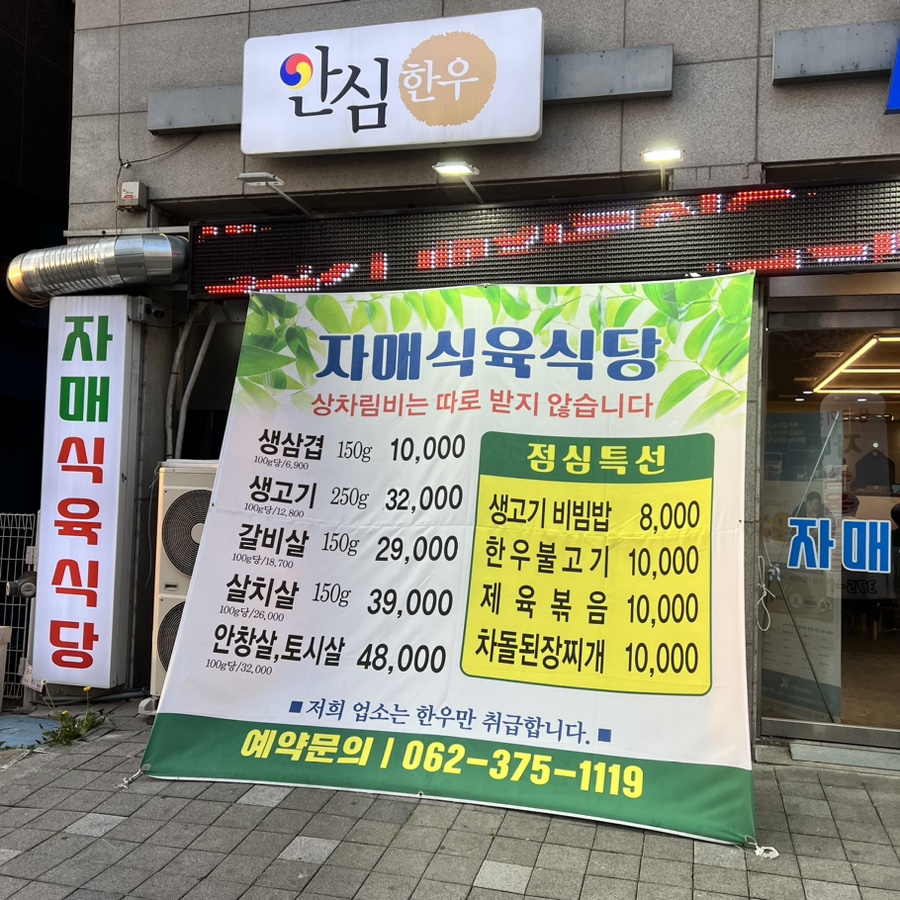 안심한우
자매식육식당
자매식육식당
상차림비는 따로 받지 않습니다
생삼겹 150g 10,000
100g당/6,900
생고기 250g 32,000
100g당/12,800
갈비살 150g 29,000
100g당/18,700
살치살 150g 39,000
100g당/26,000
안창살,토시살 48,000
100g당/32,000
점심특선
생고기 비빔밥 8,000
한우불고기 10,000
제육볶음 10,000
차돌된장찌개 10,000
■ 저희 업소는 한우만 취급합니다. ■
예약문의 | 062-375-1119
자매